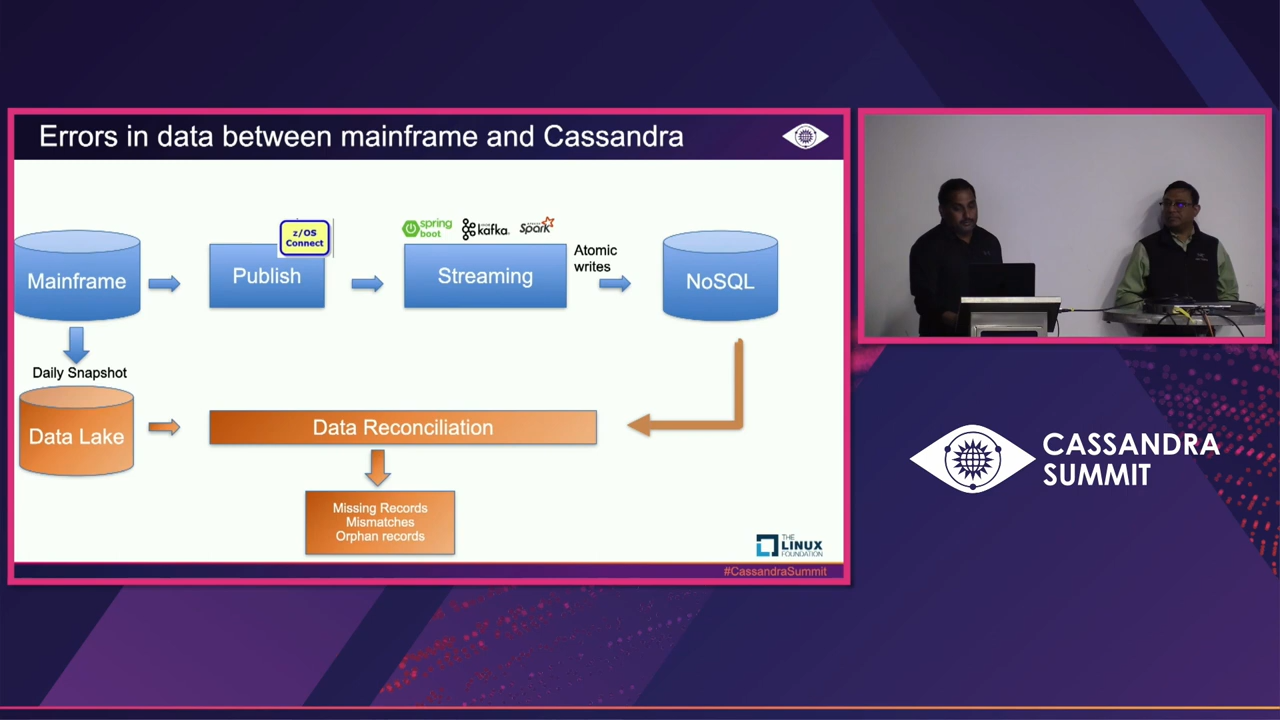 Errors in data between mainframe and Cassandra
z/OS
Connect
spring
boot
kafka
Spark
Atomic
writes
Mainframe
Publish
Streaming
NoSQL
Daily Snapshot
Data Lake
Data Reconciliation
Missing Records
Mismatches
Orphan records
THE
LINUX
FOUNDATION
#CassandraSummit
CASSANDRA
SUMMIT